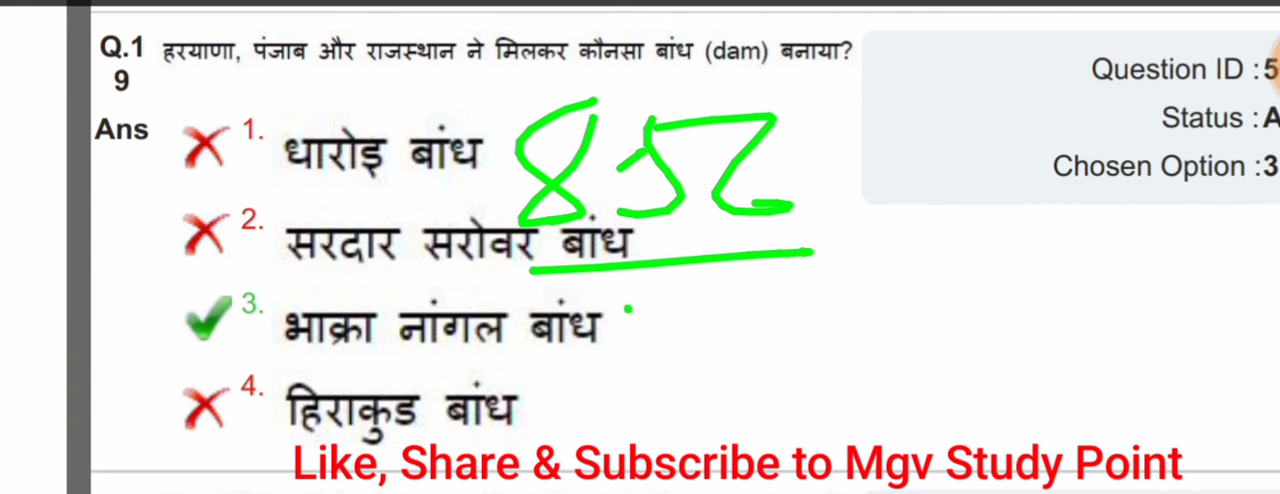 Q.1 हरयाणा, पंजाब और राजस्थान ने मिलकर कौनसा बांध (dam) बनाया?
9
Question ID : 5
Status : A
Chosen Option : 3
Ans
1. धारोइ बांध
852
2. सरदार सरोवर बांध
3. भाक्रा नांगल बांध
4. हिराकुड बांध
Like, Share & Subscribe to Mgv Study Point